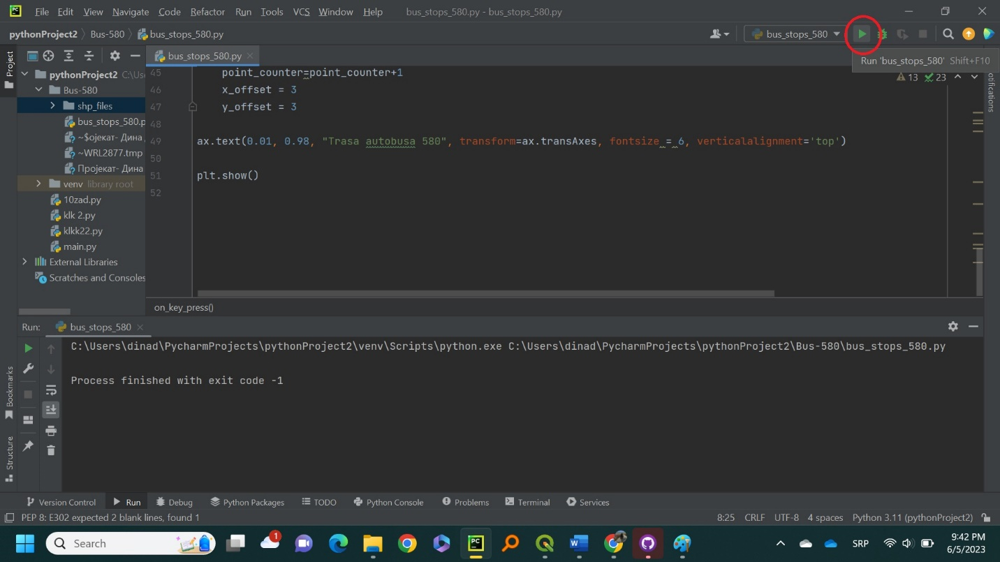 PC File Edit View Navigate Code Refactor Run Tools VCS Window Help bus_stops_580.py - bus_stops_580.py
pythonProject2 Bus-580 bus_stops_580.py bus_stops_580
Run 'bus_stops_580' Shift+F10
Project
bus_stops_580.py
pythonProject2 C:\Use
Bus-580
shp_files
bus_stops_580.p
~$ојекат- Дина
~WRL2877.tmp
Пројекат- Дина
venv library root
10zad.py
klk 2.py
klkk22.py
main.py
External Libraries
Scratches and Consoles
13 23
otifications
45 point_counter=point_counter+1
46 x_offset = 3
47 y_offset = 3
48
49 ax.text(0.01, 0.98, "Trasa autobusa 580", transform=ax.transAxes, fontsize = 6, verticalalignment='top')
50
51 plt.show()
52
on_key_press()
Run: bus_stops_580
C:\Users\dinad\PycharmProjects\pythonProject2\venv\Scripts\python.exe C:\Users\dinad\PycharmProjects\pythonProject2\Bus-580\bus_stops_580.py
Process finished with exit code -1
Bookmarks
Structure
Version Control Run Debug Python Packages TODO Python Console Problems Terminal Services
PEP 8: E302 expected 2 blank lines, found 1 8:25 CRLF UTF-8 4 spaces Python 3.11 (pythonProject2)
Search 1 PC W SRP 9:42 PM
6/5/2023